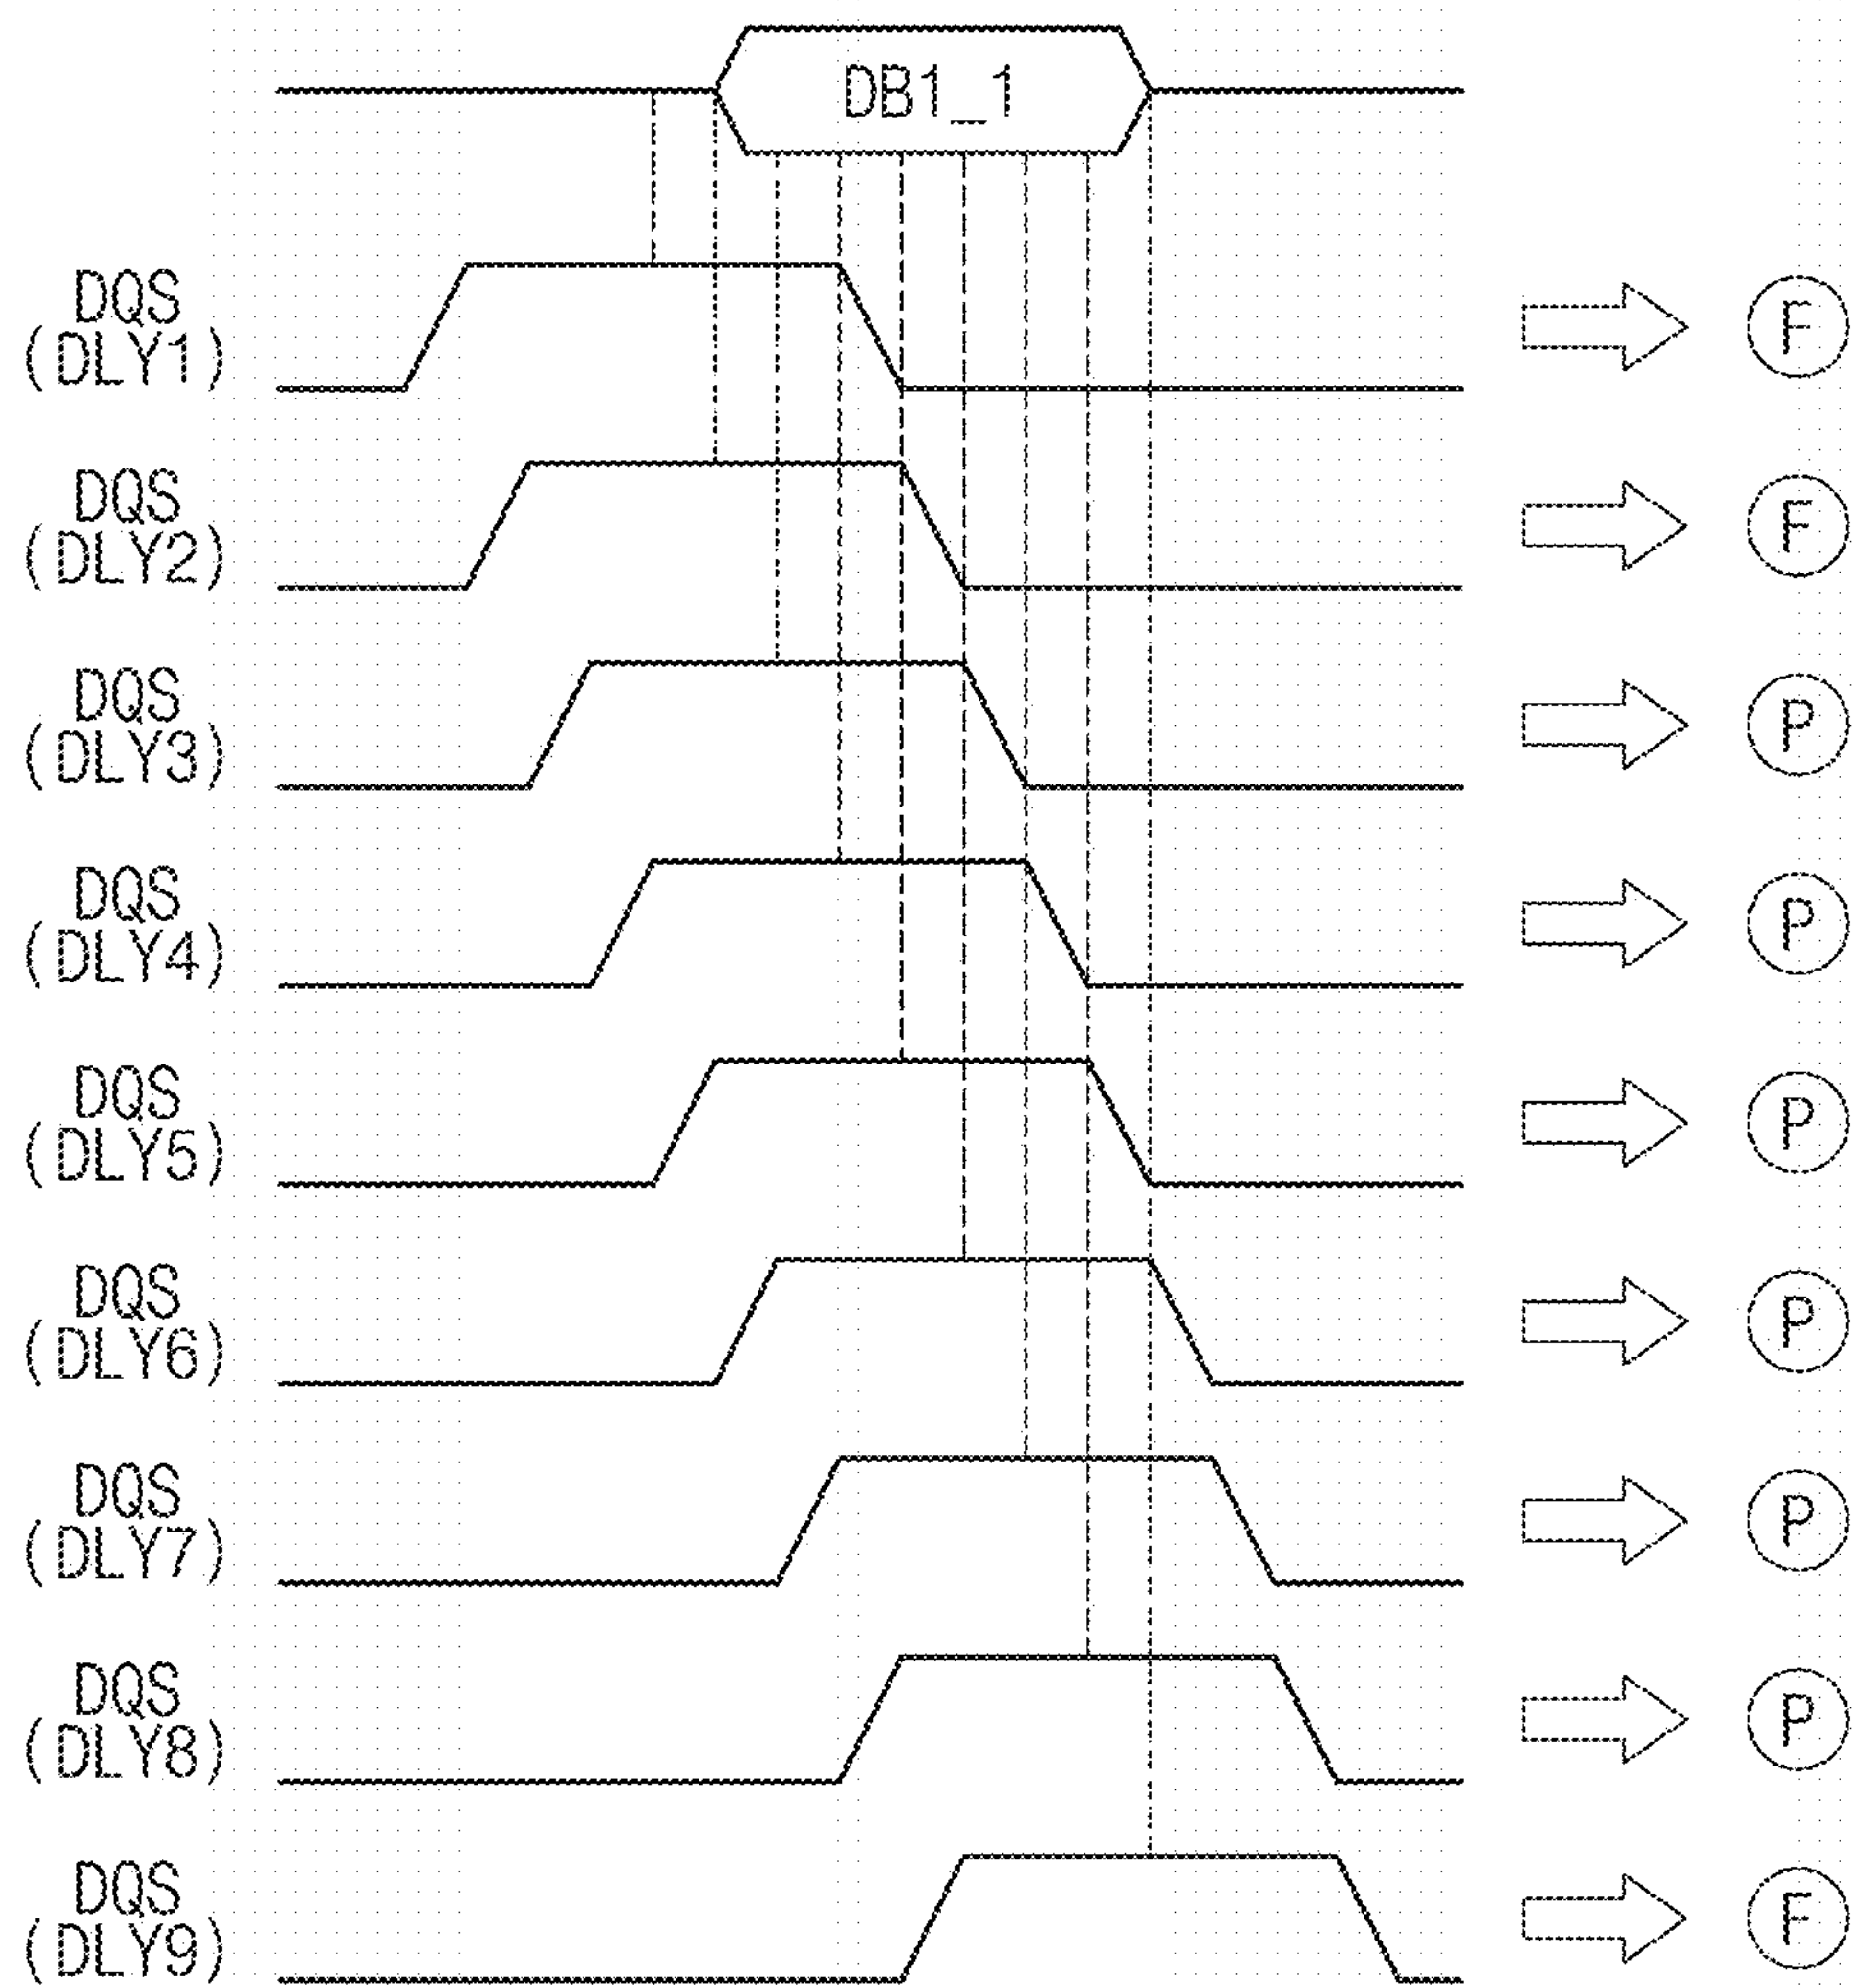 DB1_1
DQS
(DLY1)
F
DQS
(DLY2)
F
DQS
(DLY3)
P
DQS
(DLY4)
P
DQS
(DLY5)
P
DQS
(DLY6)
P
DQS
(DLY7)
P
DQS
(DLY8)
P
DQS
(DLY9)
F